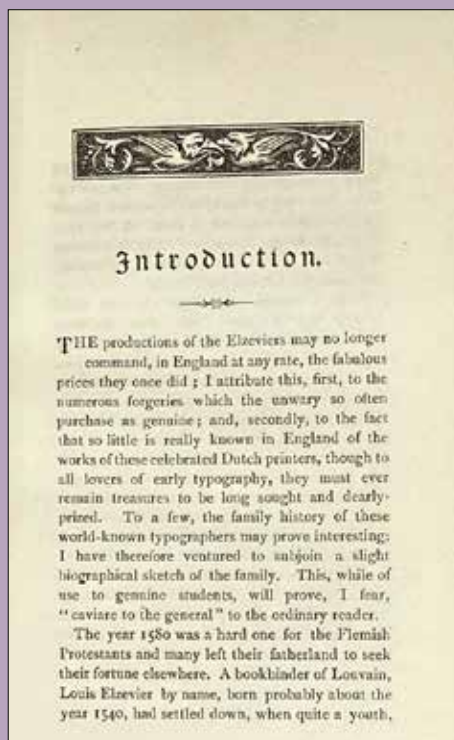 Introduction.
THE productions of the Elzeviers may no longer
command, in England at any rate, the fabulous
prices they once did ; I attribute this, first, to the
numerous forgeries which the unwary so often
purchase as genuine ; and, secondly, to the fact
that so little is really known in England of the
works of these celebrated Dutch printers, though to
all lovers of early typography, they must ever
remain treasures to be long sought and dearly-
prized. To a few, the family history of these
world-known typographers may prove interesting;
I have therefore ventured to subjoin a slight
biographical sketch of the family. This, while of
use to genuine students, will prove, I fear,
"caviare to the general" to the ordinary reader.
The year 1580 was a hard one for the Flemish
Protestants and many left their fatherland to seek
their fortune elsewhere. A bookbinder of Louvain,
Louis Elzevier by name, born probably about the
year 1540, had settled down, when quite a youth,